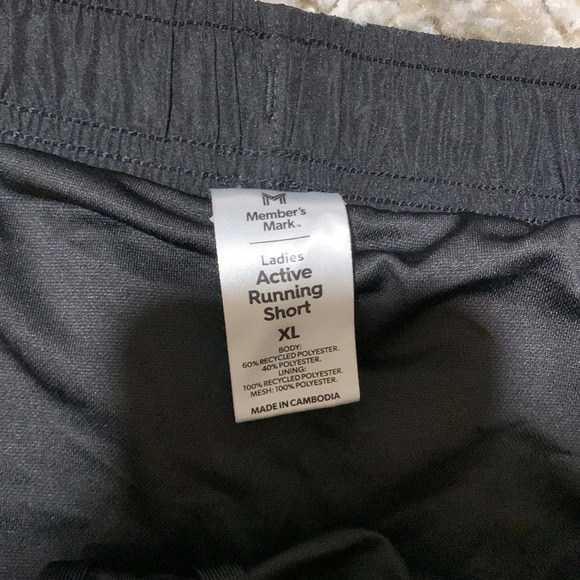 M
Member's
Mark™
Ladies
Active
Running
Short
XL
BODY:
60% RECYCLED POLYESTER.
40% POLYESTER.
LINING:
100% RECYCLED POLYESTER.
MESH: 100% POLYESTER.
MADE IN CAMBODIA